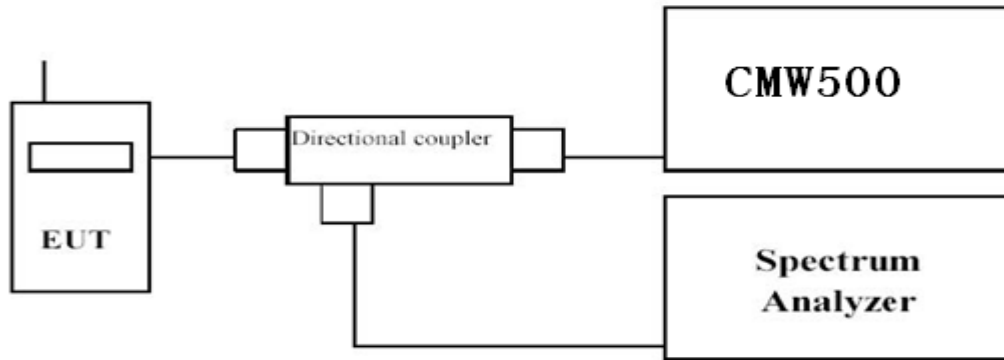 CMW500
Directional coupler
EUT
Spectrum
Analyzer